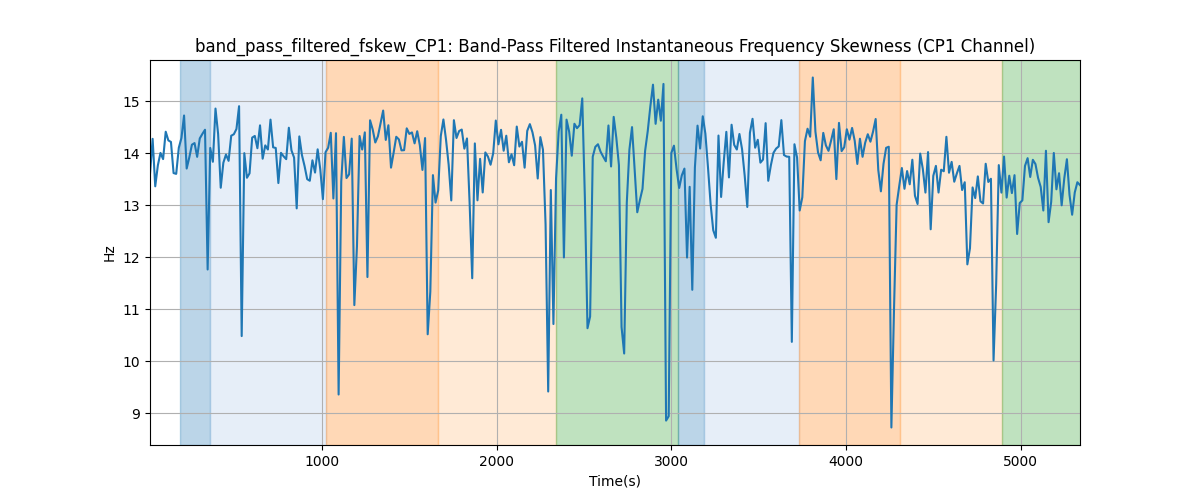 band_pass_filtered_fskew_CP1: Band-Pass Filtered Instantaneous Frequency Skewness (CP1 Channel)
15
14
13
12
11
10
9
Hz
1000 2000 3000 4000 5000
Time(s)